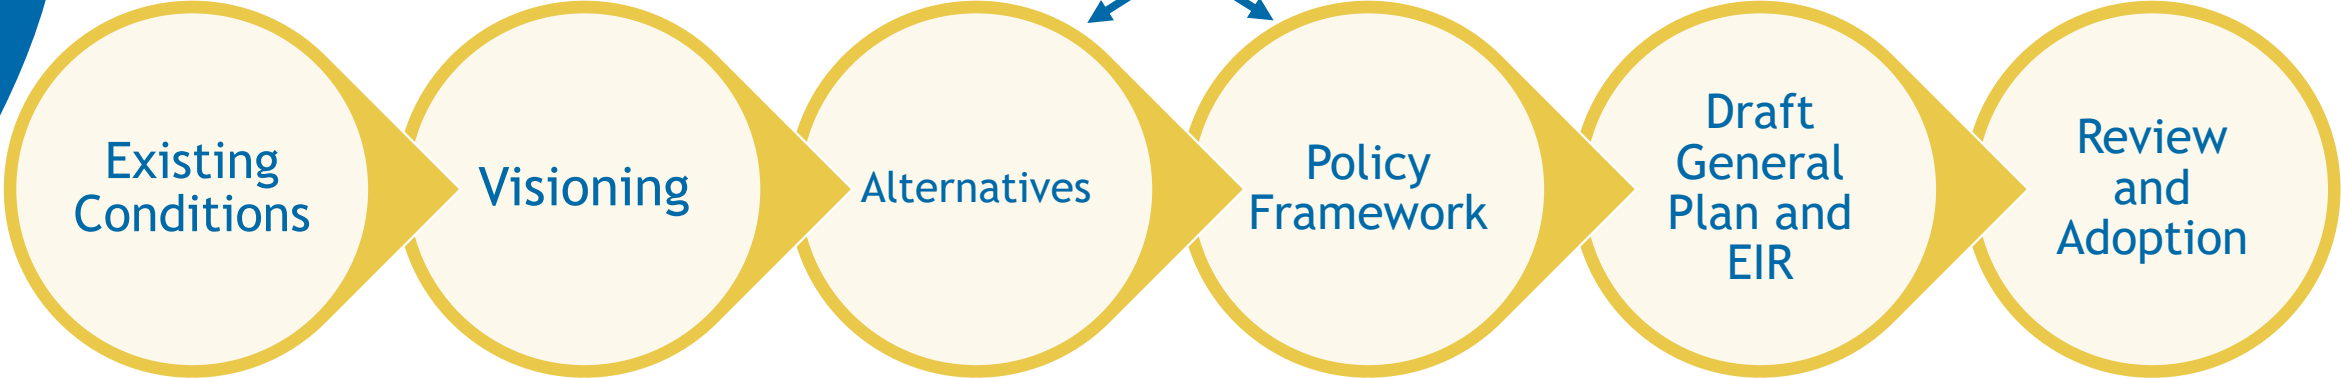 Existing
Conditions
Visioning
Alternatives
Policy
Framework
Draft
General
Plan and
EIR
Review
and
Adoption